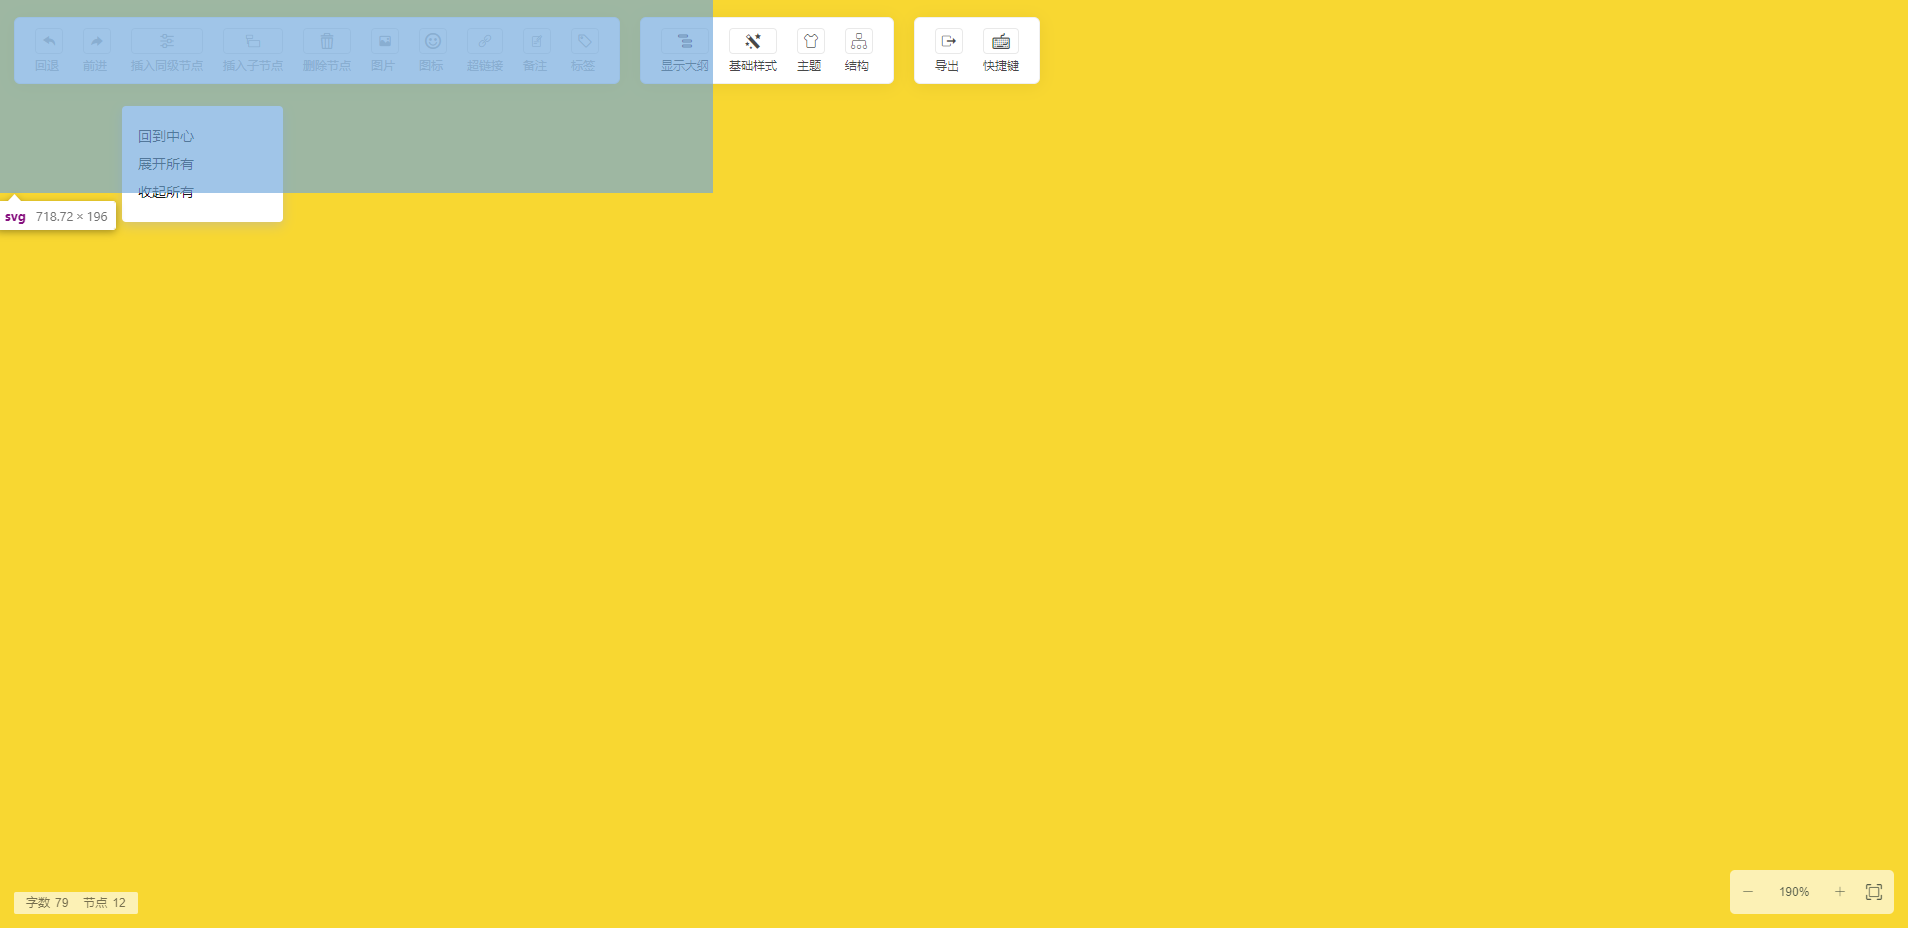 回退 前进 插入同级节点 插入子节点 删除节点 图片 图标 超链接 备注 标签 显示大纲 基础样式 主题 结构 导出 快捷键
回到中心
展开所有
收起所有
svg 718.72 × 196
字数 79 节点 12
190%